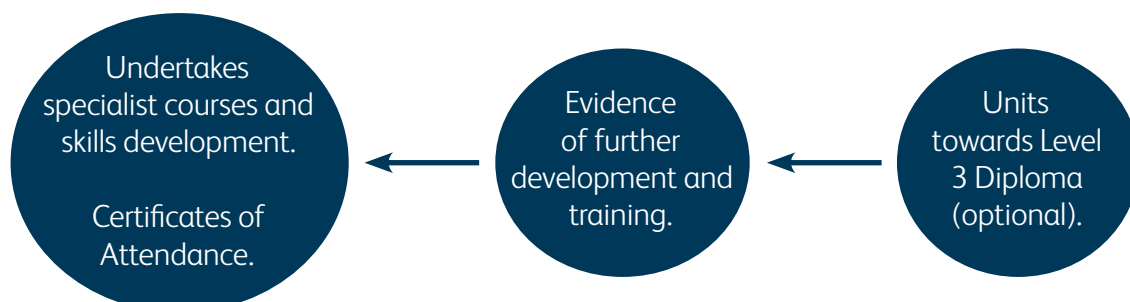 Undertakes
specialist courses and
skills development.
Certificates of
Attendance.
Evidence
of further
development and
training.
Units
towards Level
3 Diploma
(optional).